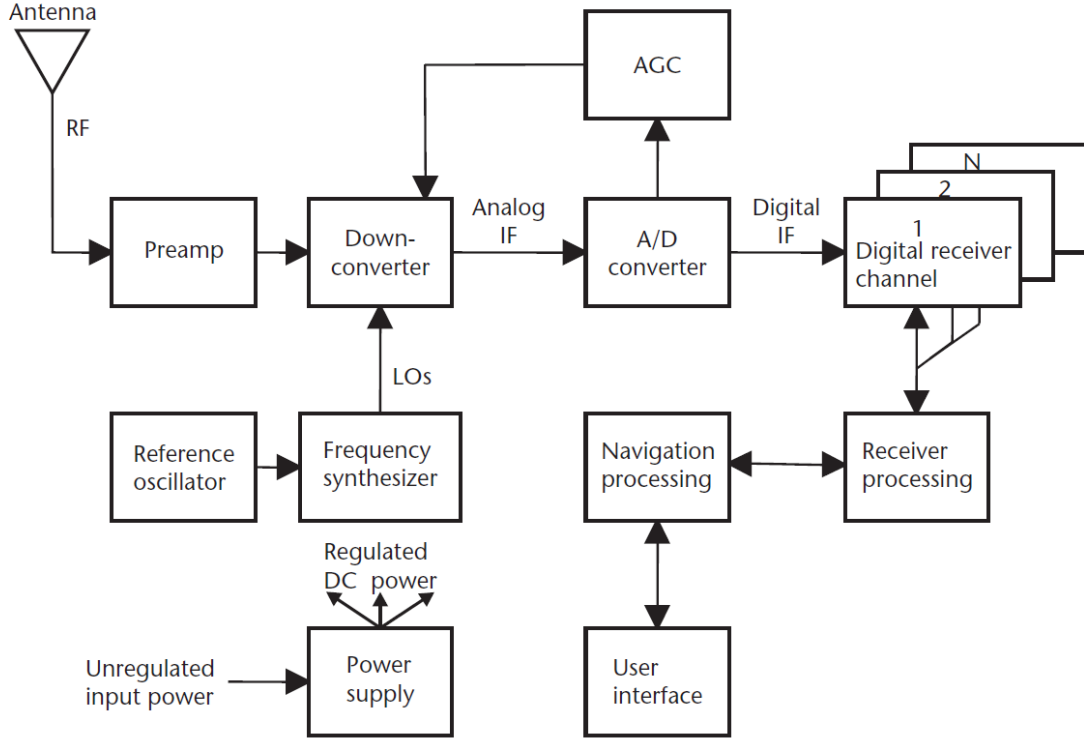 Antenna
RF
AGC
Preamp
Down-
converter
Analog
IF
A/D
converter
Digital
IF
N
2
1
Digital receiver
channel
LOs
Reference
oscillator
Frequency
synthesizer
Navigation
processing
Receiver
processing
Regulated
DC power
Unregulated
input power
Power
supply
User
interface